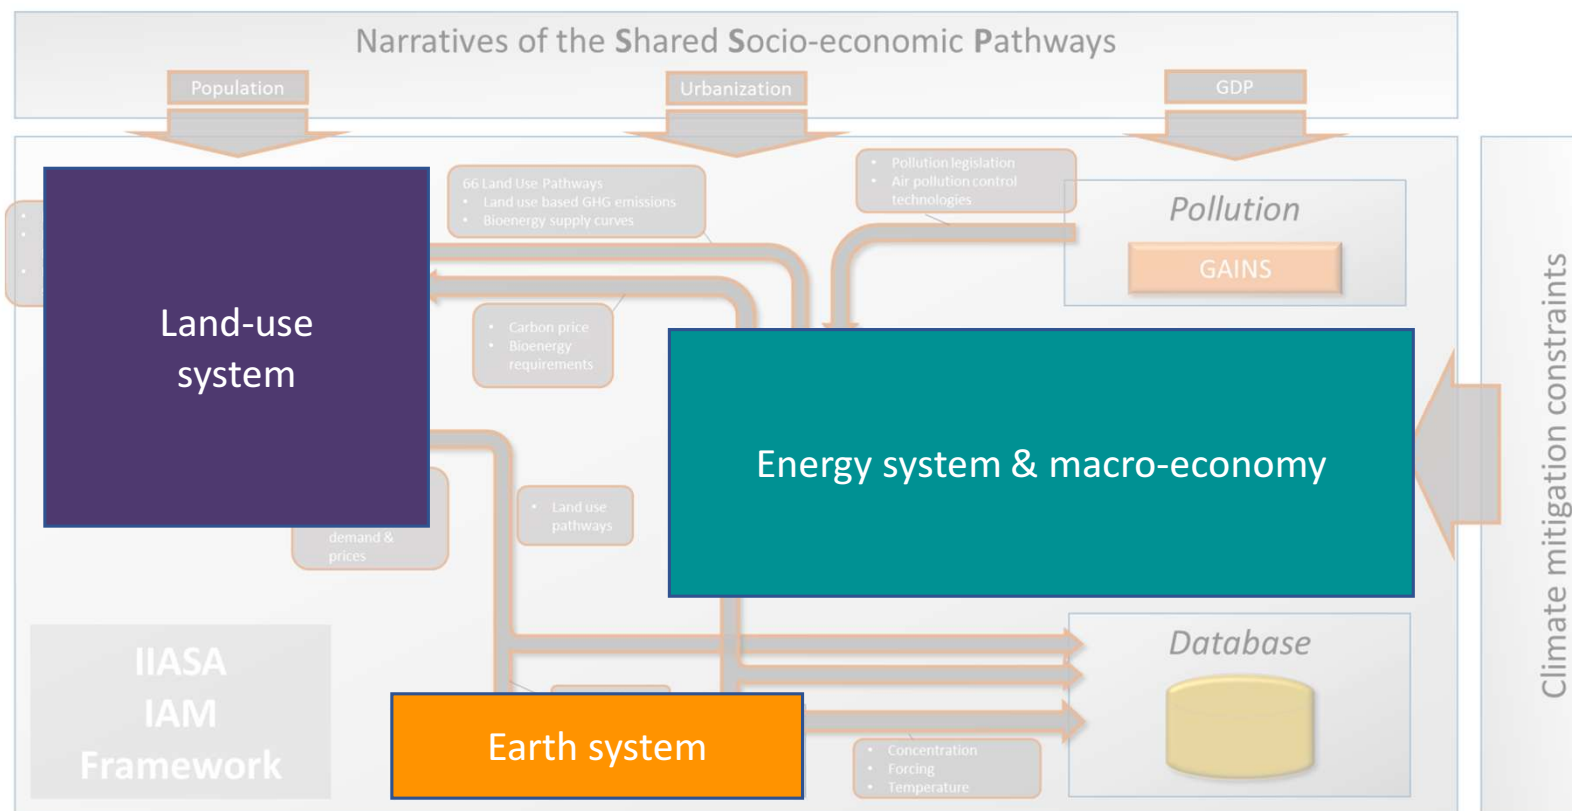 Narratives of the Shared Socio-economic Pathways
Population
Urbanization
GDP
66 Land Use Pathways
• Land use based GHG emissions
• Bioenergy supply curves
• Pollution legislation
• Air pollution control
technologies
Pollution
GAINS
Land-use
system
• Carbon price
• Bioenergy
requirements
Energy system & macro-economy
Climate mitigation constraints
• Land use
pathways
demand &
prices
IIASA
IAM
Framework
Database
Earth system
• Concentration
• Forcing
• Temperature